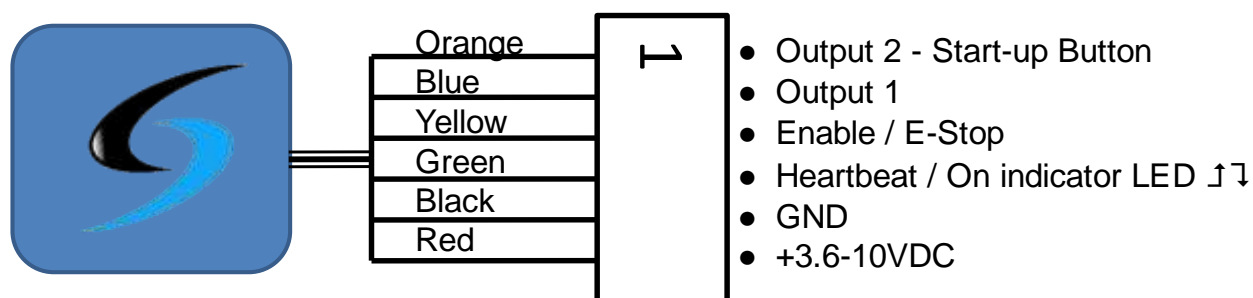 Orange
Blue
Yellow
Green
Black
Red
1
● Output 2 - Start-up Button
● Output 1
● Enable / E-Stop
● Heartbeat / On indicator LED ⮥⮧
● GND
● +3.6-10VDC